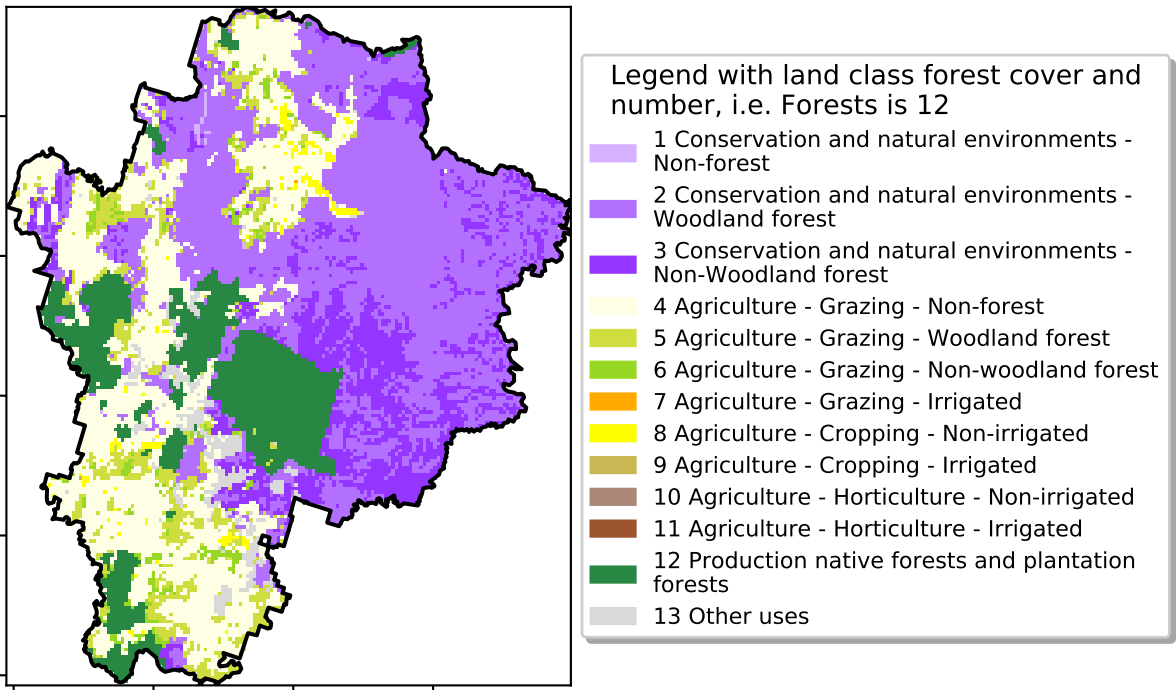 Legend with land class forest cover and
number, i.e. Forests is 12
1 Conservation and natural environments -
Non-forest
2 Conservation and natural environments -
Woodland forest
3 Conservation and natural environments -
Non-Woodland forest
4 Agriculture - Grazing - Non-forest
5 Agriculture - Grazing - Woodland forest
6 Agriculture - Grazing - Non-woodland forest
7 Agriculture - Grazing - Irrigated
8 Agriculture - Cropping - Non-irrigated
9 Agriculture - Cropping - Irrigated
10 Agriculture - Horticulture - Non-irrigated
11 Agriculture - Horticulture - Irrigated
12 Production native forests and plantation
forests
13 Other uses